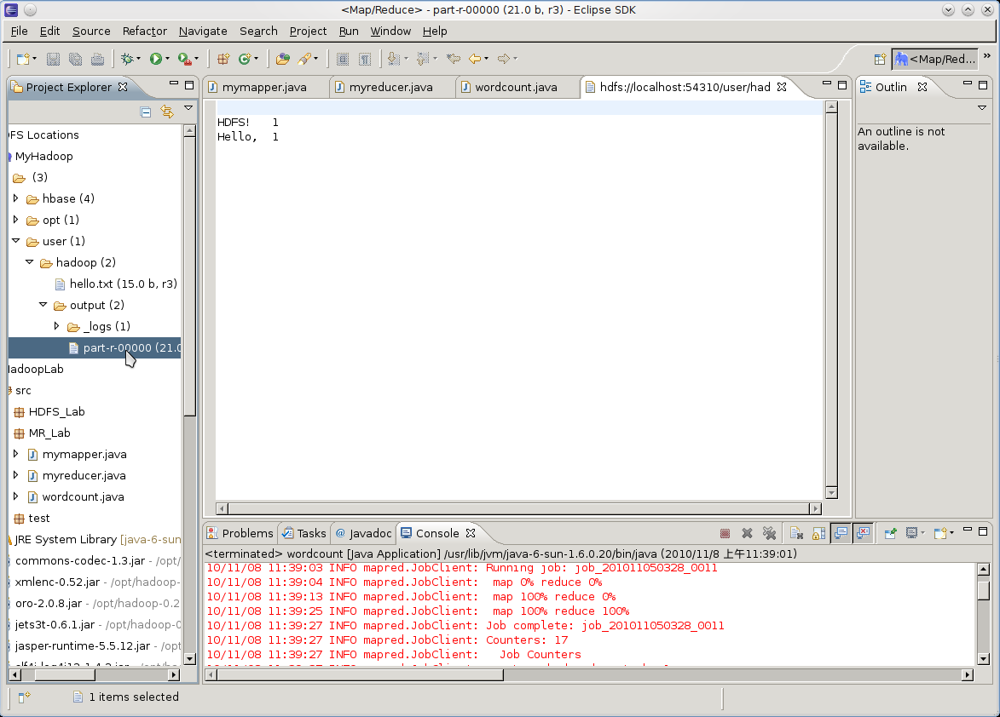 <Map/Reduce> - part-r-00000 (21.0 b, r3) - Eclipse SDK
File Edit Source Refactor Navigate Search Project Run Window Help
<Map/Red... »
Project Explorer
FS Locations
MyHadoop
(3)
hbase (4)
opt (1)
user (1)
hadoop (2)
hello.txt (15.0 b, r3)
output (2)
_logs (1)
part-r-00000 (21.0
HadoopLab
src
HDFS_Lab
MR_Lab
mymapper.java
myreducer.java
wordcount.java
test
JRE System Library [java-6-sun
commons-codec-1.3.jar - /opt/
xmlenc-0.52.jar - /opt/hadoop-
oro-2.0.8.jar - /opt/hadoop-0.2
jets3t-0.6.1.jar - /opt/hadoop-0
jasper-runtime-5.5.12.jar - /opt
mymapper.java myreducer.java wordcount.java hdfs://localhost:54310/user/had
HDFS! 1
Hello, 1
Outlin
An outline is not
available.
Problems Tasks @ Javadoc Console
<terminated> wordcount [Java Application] /usr/lib/jvm/java-6-sun-1.6.0.20/bin/java (2010/11/8 上午11:39:01)
10/11/08 11:39:03 INFO mapred.JobClient: Running job: job_201011050328_0011
10/11/08 11:39:04 INFO mapred.JobClient:  map 0% reduce 0%
10/11/08 11:39:13 INFO mapred.JobClient:  map 100% reduce 0%
10/11/08 11:39:25 INFO mapred.JobClient:  map 100% reduce 100%
10/11/08 11:39:27 INFO mapred.JobClient: Job complete: job_201011050328_0011
10/11/08 11:39:27 INFO mapred.JobClient: Counters: 17
10/11/08 11:39:27 INFO mapred.JobClient:   Job Counters
1 items selected